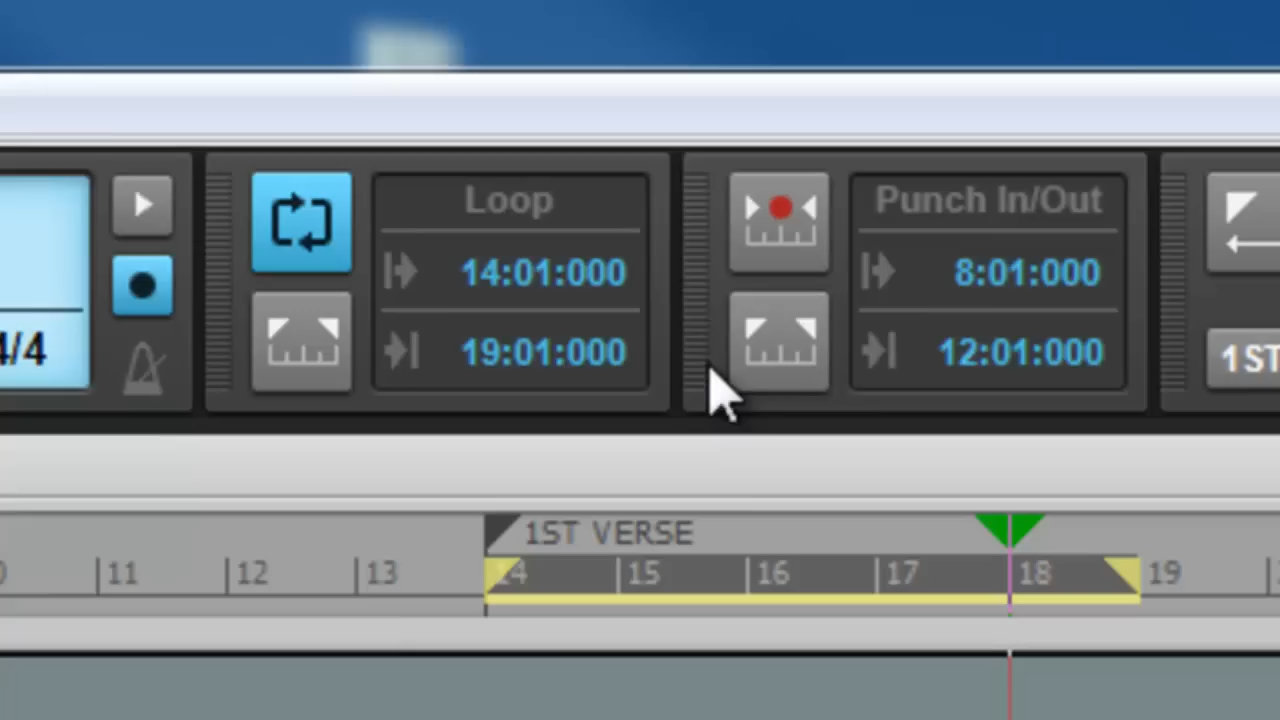 Loop
14:01:000
19:01:000
4/4
Punch In/Out
8:01:000
12:01:000
1ST
1ST VERSE
11 12 13 14 15 16 17 18 19